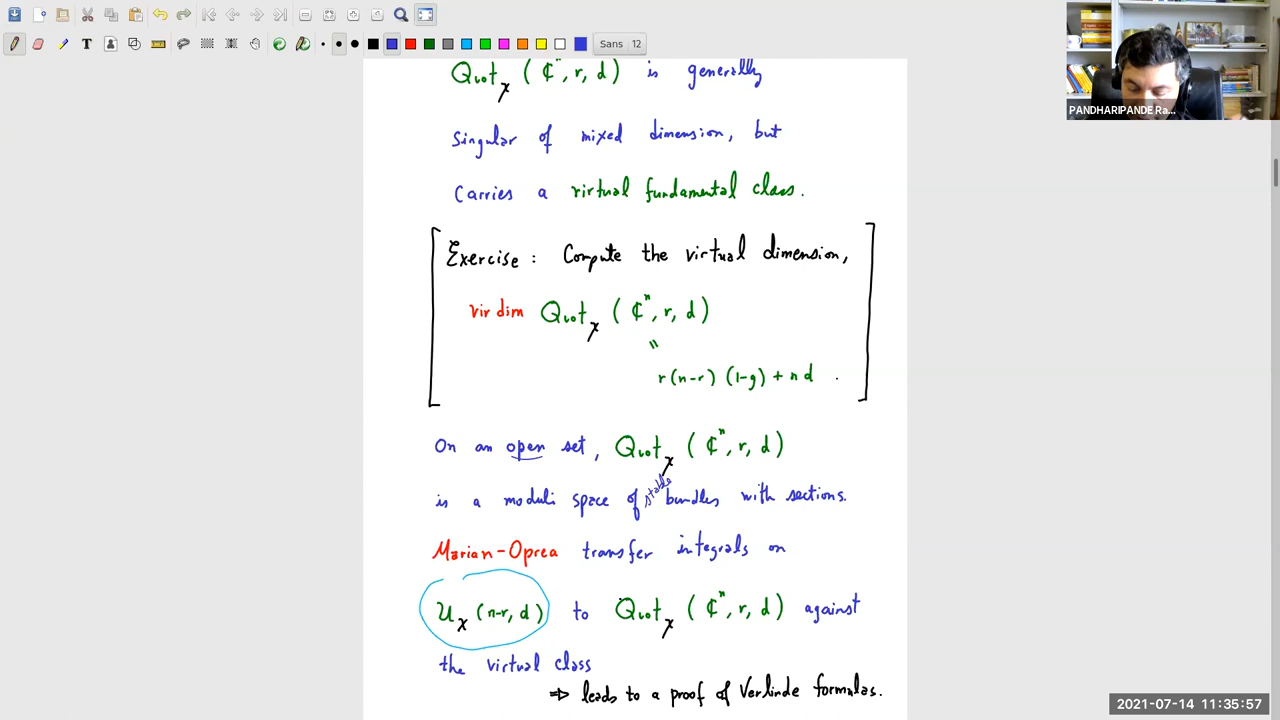 Sans 12
PANDHARIPANDE Ra...
Quot_X ( ℂ^n, r, d ) is generally
Singular of mixed dimension, but
Carries a virtual fundamental class.
Exercise : Compute the virtual dimension,
Vir dim Quot_X ( ℂ^n, r, d )
=
r(n-r) (1-g) + nd .
On an open set, Quot_X ( ℂ^n, r, d )
is a moduli space of stable bundles with sections.
Marian-Oprea transfer integrals on
U_X (n-r, d) to Quot_X ( ℂ^n, r, d ) against
the virtual class
⇒ leads to a proof of Verlinde formulas.
2021-07-14 11:35:57